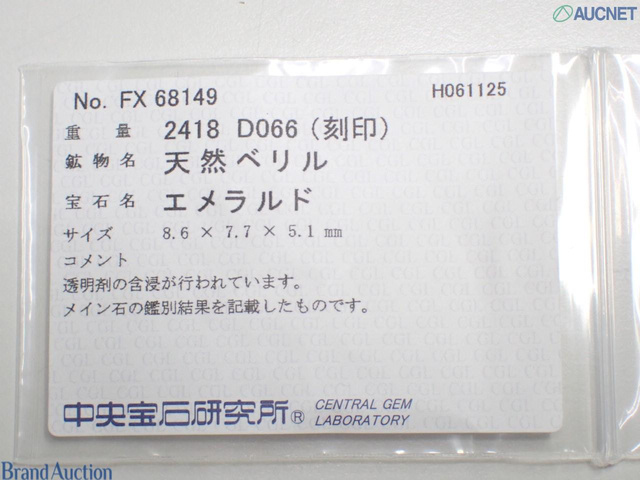 AUCNET
No. FX 68149 H061125
重量 2418 D066 (刻印)
鉱物名 天然ベリル
宝石名 エメラルド
サイズ 8.6 × 7.7 × 5.1 mm
コメント
透明剤の含浸が行われています。
メイン石の鑑別結果を記載したものです。
中央宝石研究所® CENTRAL GEM
LABORATORY
Brand Auction